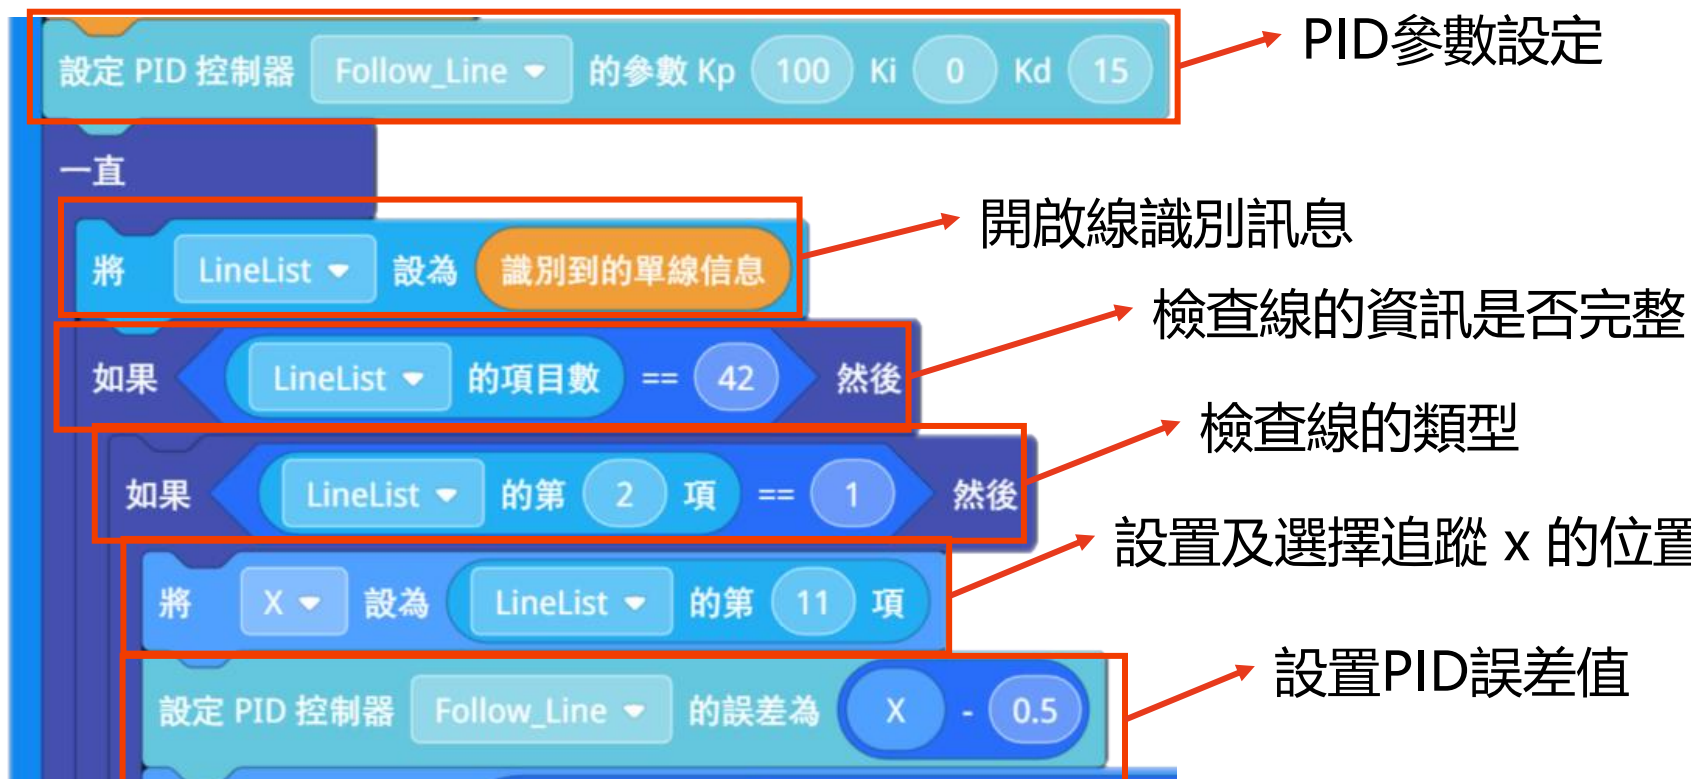 設定 PID 控制器 Follow_Line 的參數 Kp 100 Ki 0 Kd 15
PID參數設定
一直
將 LineList 設為 識別到的單線信息
開啟線識別訊息
如果 LineList 的項目數 == 42 然後
檢查線的資訊是否完整
如果 LineList 的第 2 項 == 1 然後
檢查線的類型
將 X 設為 LineList 的第 11 項
設置及選擇追蹤 x 的位置
設定 PID 控制器 Follow_Line 的誤差為 X - 0.5
設置PID誤差值